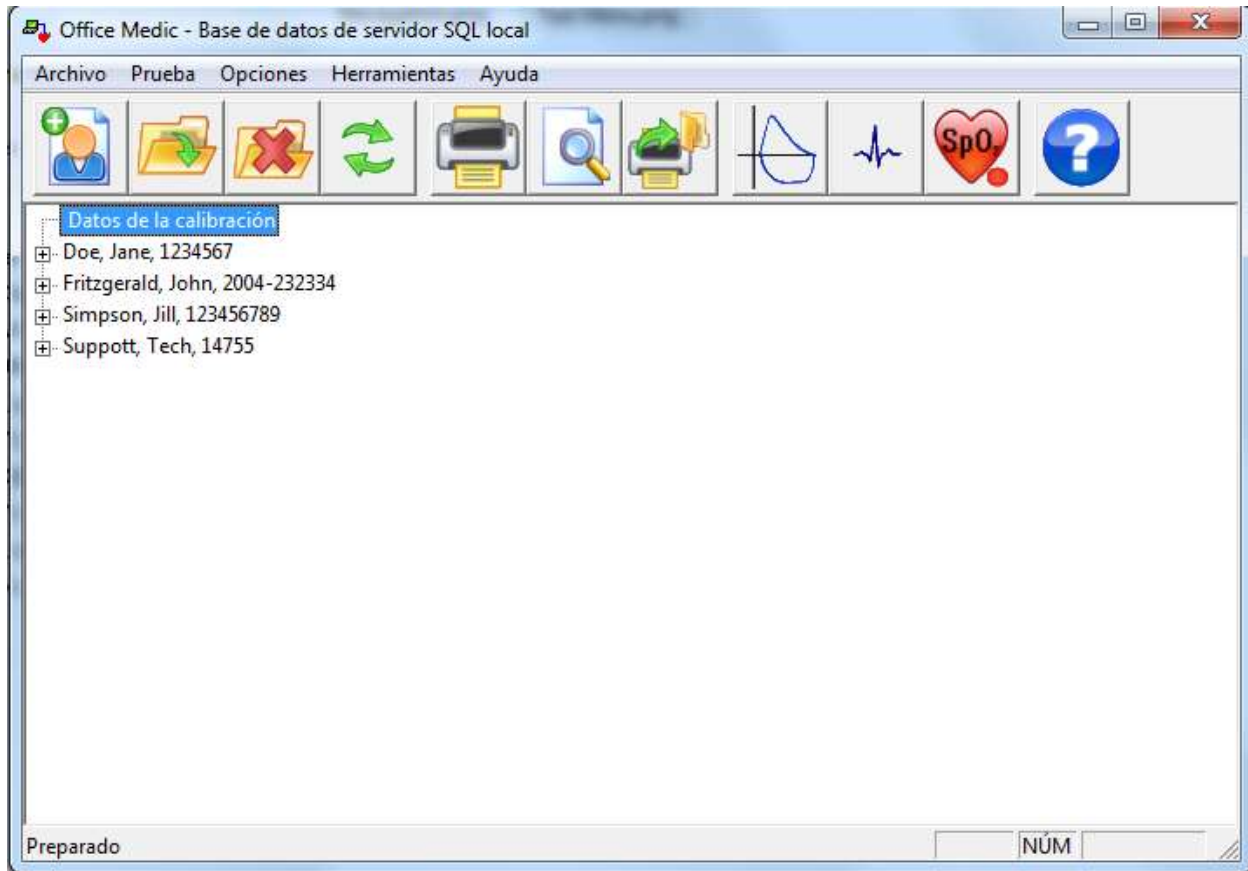 Office Medic - Base de datos de servidor SQL local
Archivo Prueba Opciones Herramientas Ayuda
SpO₂ ?
Datos de la calibración
Doe, Jane, 1234567
Fritzgerald, John, 2004-232334
Simpson, Jill, 123456789
Suppott, Tech, 14755
Preparado NÚM